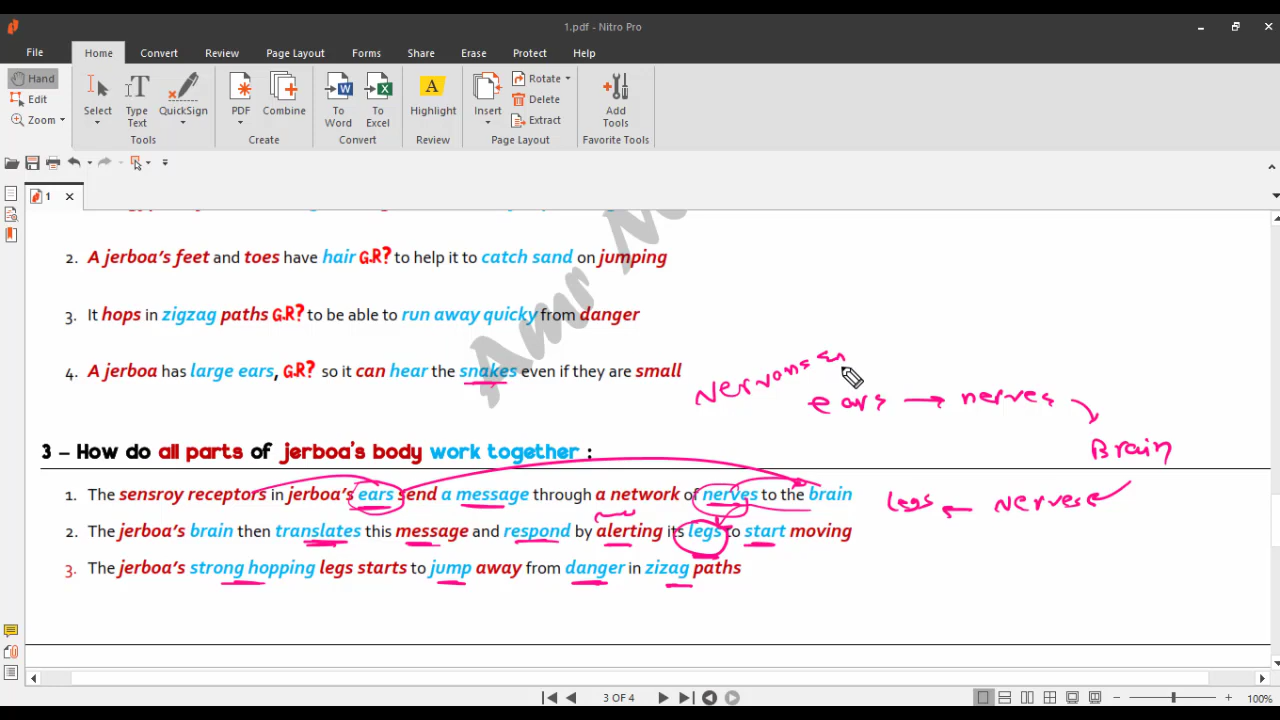 1.pdf - Nitro Pro
File Home Convert Review Page Layout Forms Share Erase Protect Help
Hand
Edit
Zoom
Select
Type Text
QuickSign
PDF
Combine
To Word
To Excel
Highlight
Insert
Rotate
Delete
Extract
Add Tools
Tools Create Convert Review Page Layout Favorite Tools
1
Amr M
2. A jerboa's feet and toes have hair G.R? to help it to catch sand on jumping
3. It hops in zigzag paths G.R? to be able to run away quicky from danger
4. A jerboa has large ears, G.R? so it can hear the snakes even if they are small
Nervons
ears → nerves
Brain
legs ← Nerves
3 – How do all parts of jerboa's body work together :
1. The sensroy receptors in jerboa's ears send a message through a network of nerves to the brain
2. The jerboa's brain then translates this message and respond by alerting its legs to start moving
3. The jerboa's strong hopping legs starts to jump away from danger in zizag paths
3 OF 4
100%